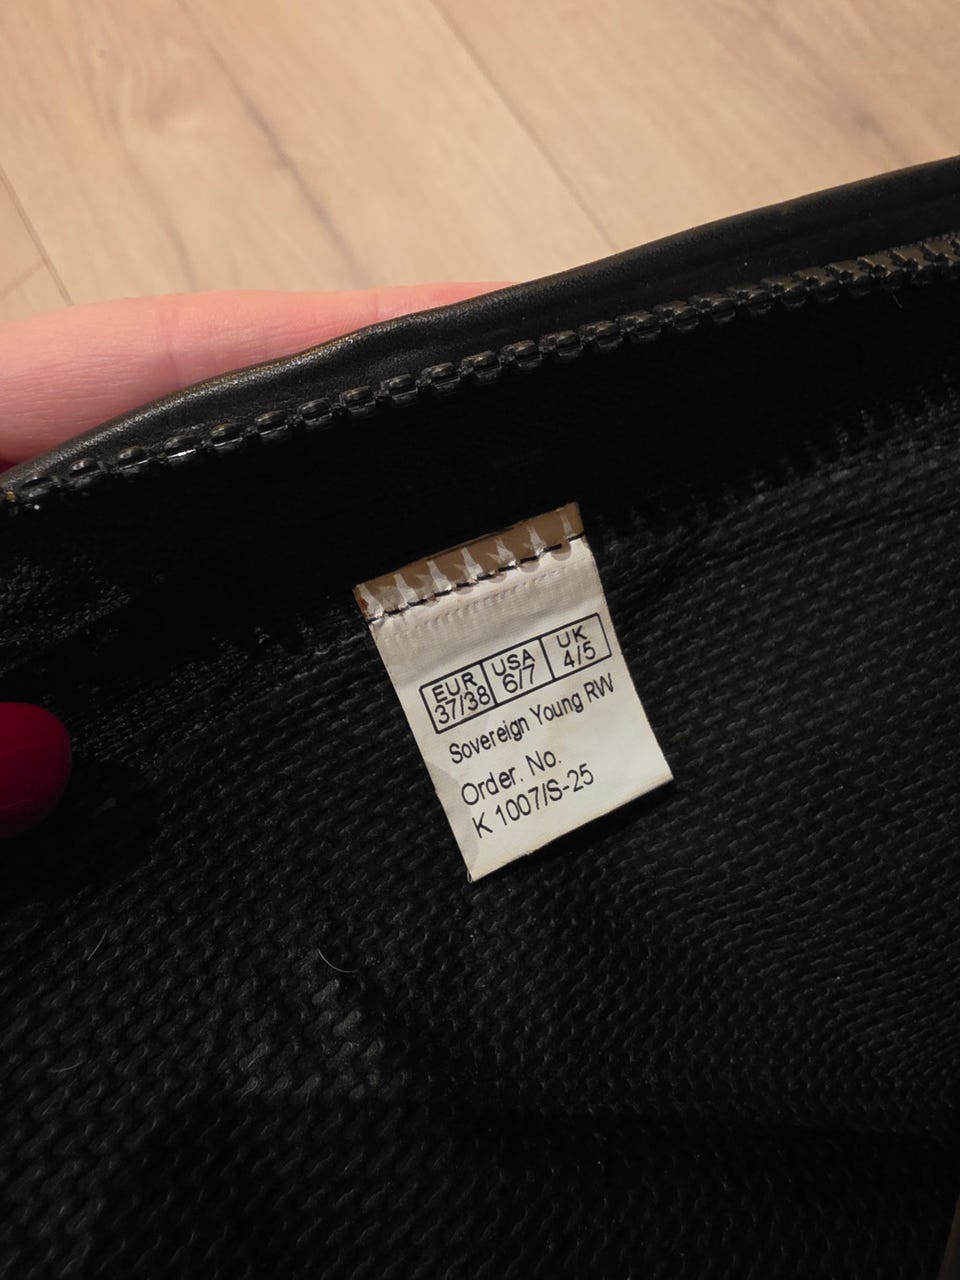 EUR USA UK
37/38 6/7 4/5
Sovereign Young RW
Order. No.
K 1007/S-25